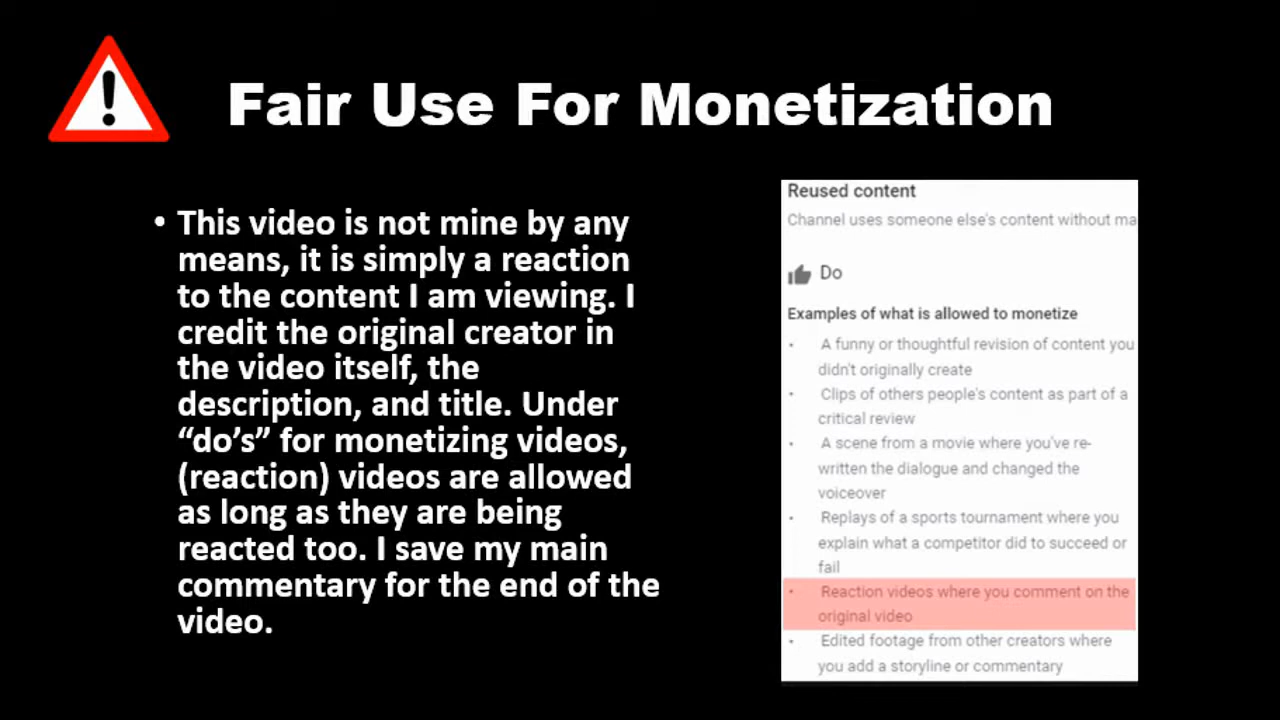 Fair Use For Monetization
• This video is not mine by any
means, it is simply a reaction
to the content I am viewing. I
credit the original creator in
the video itself, the
description, and title. Under
“do’s” for monetizing videos,
(reaction) videos are allowed
as long as they are being
reacted too. I save my main
commentary for the end of the
video.
Reused content
Channel uses someone else's content without ma
Do
Examples of what is allowed to monetize
• A funny or thoughtful revision of content you
didn't originally create
• Clips of others people's content as part of a
critical review
• A scene from a movie where you've re-
written the dialogue and changed the
voiceover
• Replays of a sports tournament where you
explain what a competitor did to succeed or
fail
• Reaction videos where you comment on the
original video
• Edited footage from other creators where
you add a storyline or commentary